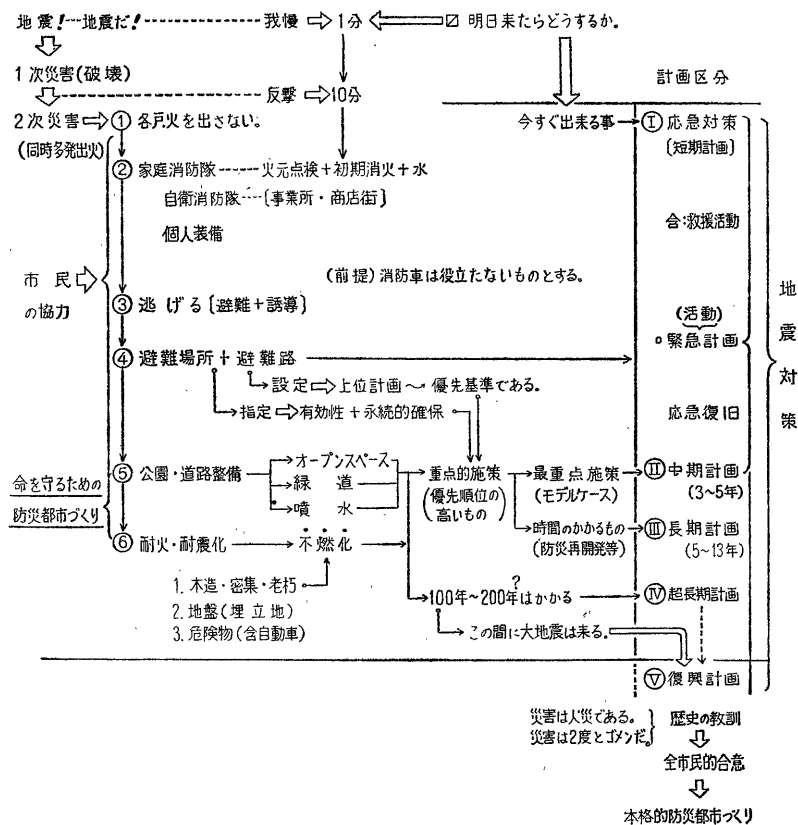 地震！---地震だ！ ------ 我慢 ⇨ 1分 ⇦ 〼 明日来たらどうするか。
1次災害(破壊)
計画区分
反撃 ⇨ 10分
2次災害 ⇨ ① 各戸火を出さない。
(同時多発出火)
今すぐ出来る事 → Ⅰ 応急対策
〔短期計画〕
② 家庭消防隊 ------ 火元点検+初期消火+水
自衛消防隊----〔事業所・商店街〕
個人装備
含:救援活動
市民
の協力
(前提)消防車は役立たないものとする。
③ 逃げる〔避難+誘導〕
(活動)
緊急計画
地震対策
④ 避難場所+避難路
設定 ⇨ 上位計画 〜 優先基準である。
指定 ⇨ 有効性+永続的確保
応急復旧
命を守るための
防災都市づくり
⑤ 公園・道路整備
オープンスペース
緑道
噴水
重点的施策
(優先順位の
高いもの)
最重点施策
(モデルケース)
Ⅱ 中期計画
(3〜5年)
時間のかかるもの
(防災再開発等)
Ⅲ 長期計画
(5〜13年)
⑥ 耐火・耐震化 → 不燃化
1. 木造・密集・老朽
2. 地盤(埋立地)
3. 危険物(含自動車)
?
100年〜200年はかかる
Ⅳ 超長期計画
この間に大地震は来る。
Ⅴ 復興計画
災害は人災である。
災害は2度とゴメンだ。
歴史の教訓
全市民的合意
本格的防災都市づくり